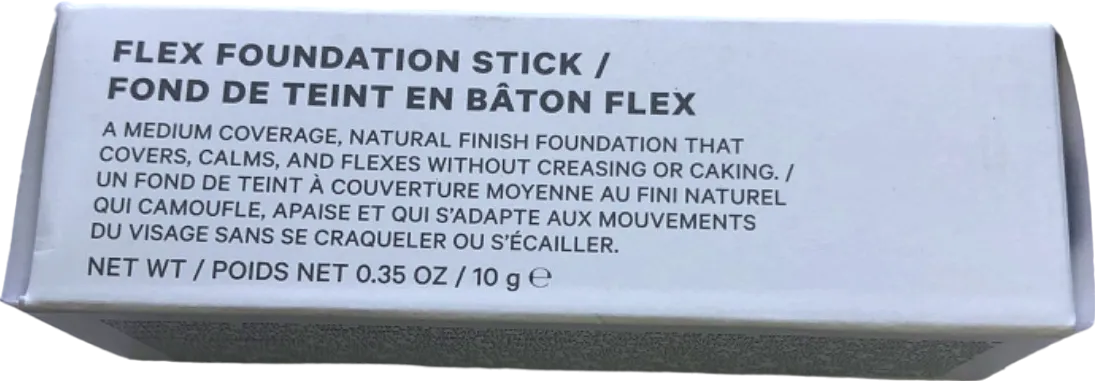 FLEX FOUNDATION STICK /
FOND DE TEINT EN BÂTON FLEX
A MEDIUM COVERAGE, NATURAL FINISH FOUNDATION THAT
COVERS, CALMS, AND FLEXES WITHOUT CREASING OR CAKING. /
UN FOND DE TEINT À COUVERTURE MOYENNE AU FINI NATUREL
QUI CAMOUFLE, APAISE ET QUI S'ADAPTE AUX MOUVEMENTS
DU VISAGE SANS SE CRAQUELER OU S'ÉCAILLER.
NET WT / POIDS NET 0.35 OZ / 10 g ℮